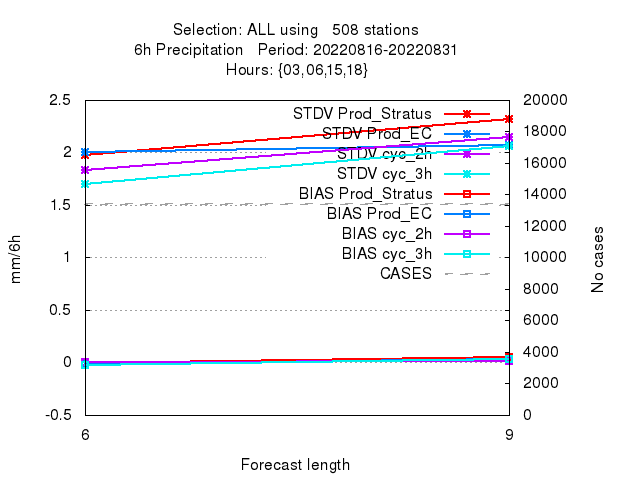 Selection: ALL using   508 stations
6h Precipitation   Period: 20220816-20220831
Hours: {03,06,15,18}
2.5
2
1.5
1
0.5
0
-0.5
mm/6h
STDV Prod_Stratus
STDV Prod_EC
STDV cyc_2h
STDV cyc_3h
BIAS Prod_Stratus
BIAS Prod_EC
BIAS cyc_2h
BIAS cyc_3h
CASES
20000
18000
16000
14000
12000
10000
8000
6000
4000
2000
0
No cases
6
9
Forecast length